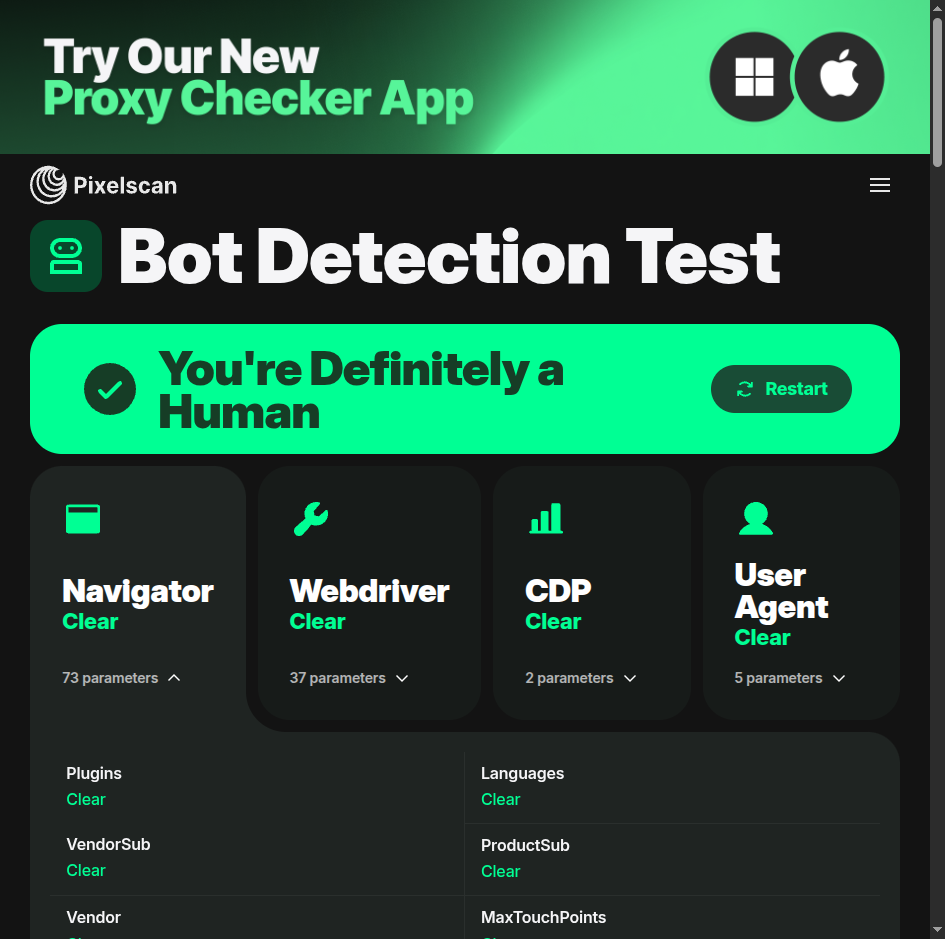 Try Our New
Proxy Checker App
Pixelscan
Bot Detection Test
You're Definitely a
Human
Restart
Navigator
Clear
73 parameters
Webdriver
Clear
37 parameters
CDP
Clear
2 parameters
User
Agent
Clear
5 parameters
Plugins
Clear
Languages
Clear
VendorSub
Clear
ProductSub
Clear
Vendor
MaxTouchPoints